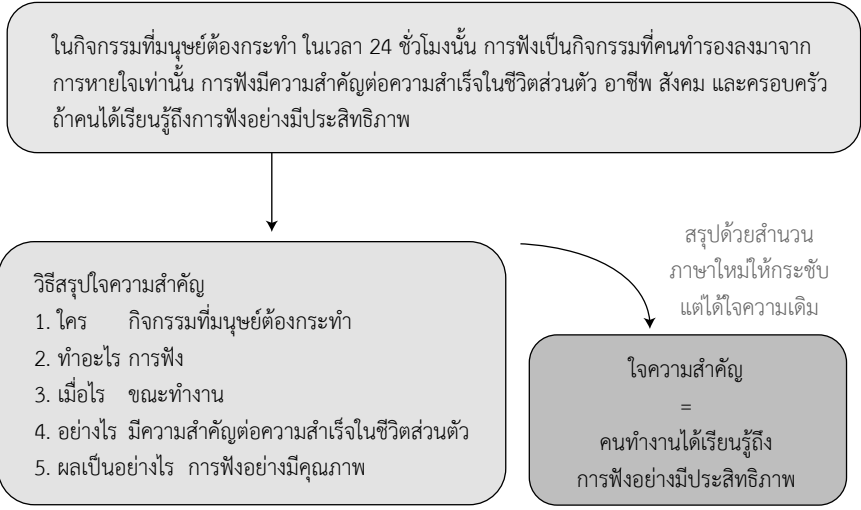 ในกิจกรรมที่มนุษย์ต้องกระทำ ในเวลา 24 ชั่วโมงนั้น การฟังเป็นกิจกรรมที่คนทำรองลงมาจาก
การหายใจเท่านั้น การฟังมีความสำคัญต่อความสำเร็จในชีวิตส่วนตัว อาชีพ สังคม และครอบครัว
ถ้าคนได้เรียนรู้ถึงการฟังอย่างมีประสิทธิภาพ
วิธีสรุปใจความสำคัญ
1. ใคร กิจกรรมที่มนุษย์ต้องกระทำ
2. ทำอะไร การฟัง
3. เมื่อไร ขณะทำงาน
4. อย่างไร มีความสำคัญต่อความสำเร็จในชีวิตส่วนตัว
5. ผลเป็นอย่างไร การฟังอย่างมีคุณภาพ
สรุปด้วยสำนวน
ภาษาใหม่ให้กระชับ
แต่ได้ใจความเดิม
ใจความสำคัญ
=
คนทำงานได้เรียนรู้ถึง
การฟังอย่างมีประสิทธิภาพ